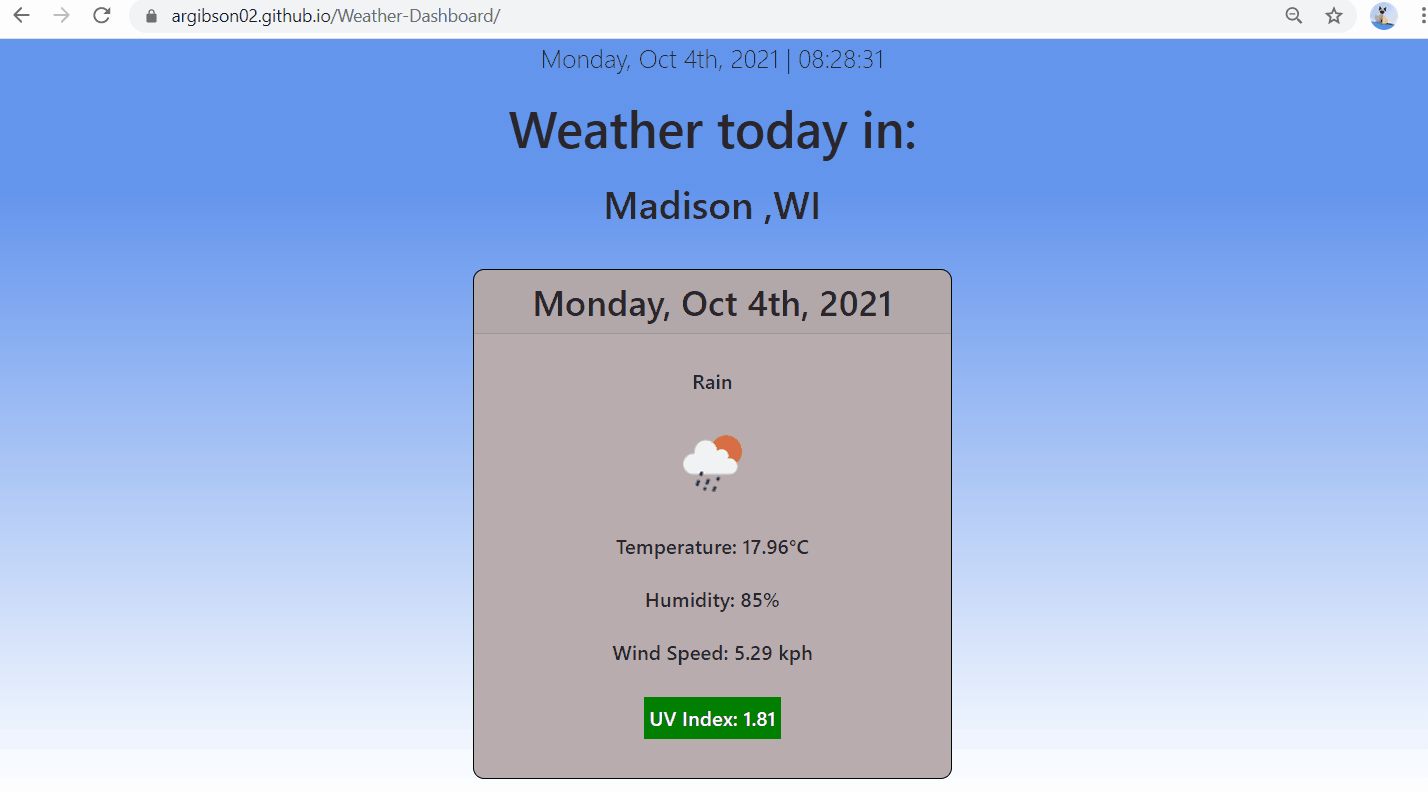 argibson02.github.io/Weather-Dashboard/
Monday, Oct 4th, 2021 | 08:28:31
Weather today in:
Madison ,WI
Monday, Oct 4th, 2021
Rain
Temperature: 17.96°C
Humidity: 85%
Wind Speed: 5.29 kph
UV Index: 1.81